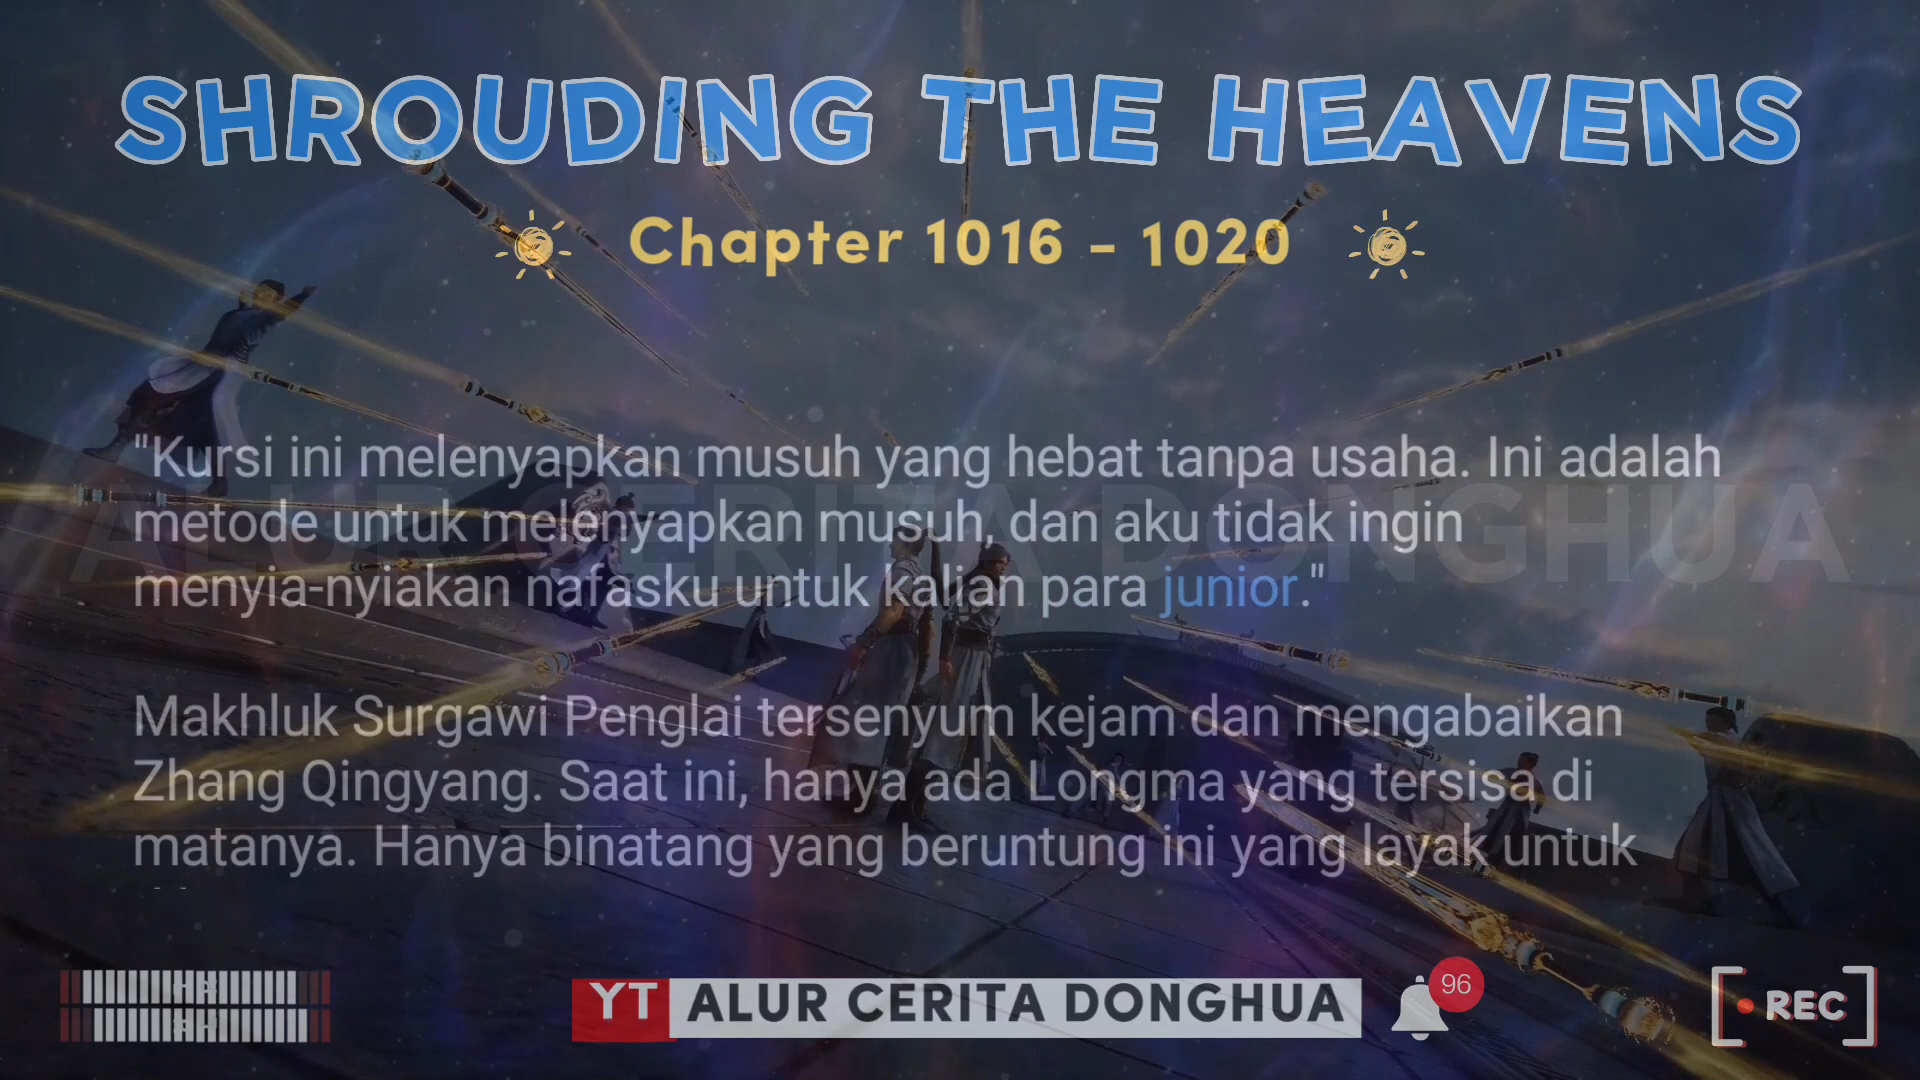 SHROUDING THE HEAVENS
Chapter 1016 - 1020
"Kursi ini melenyapkan musuh yang hebat tanpa usaha. Ini adalah
metode untuk melenyapkan musuh, dan aku tidak ingin
menyia-nyiakan nafasku untuk kalian para junior."
ALUR CERITA DONGHUA
Makhluk Surgawi Penglai tersenyum kejam dan mengabaikan
Zhang Qingyang. Saat ini, hanya ada Longma yang tersisa di
matanya. Hanya binatang yang beruntung ini yang layak untuk
YT ALUR CERITA DONGHUA
96
REC